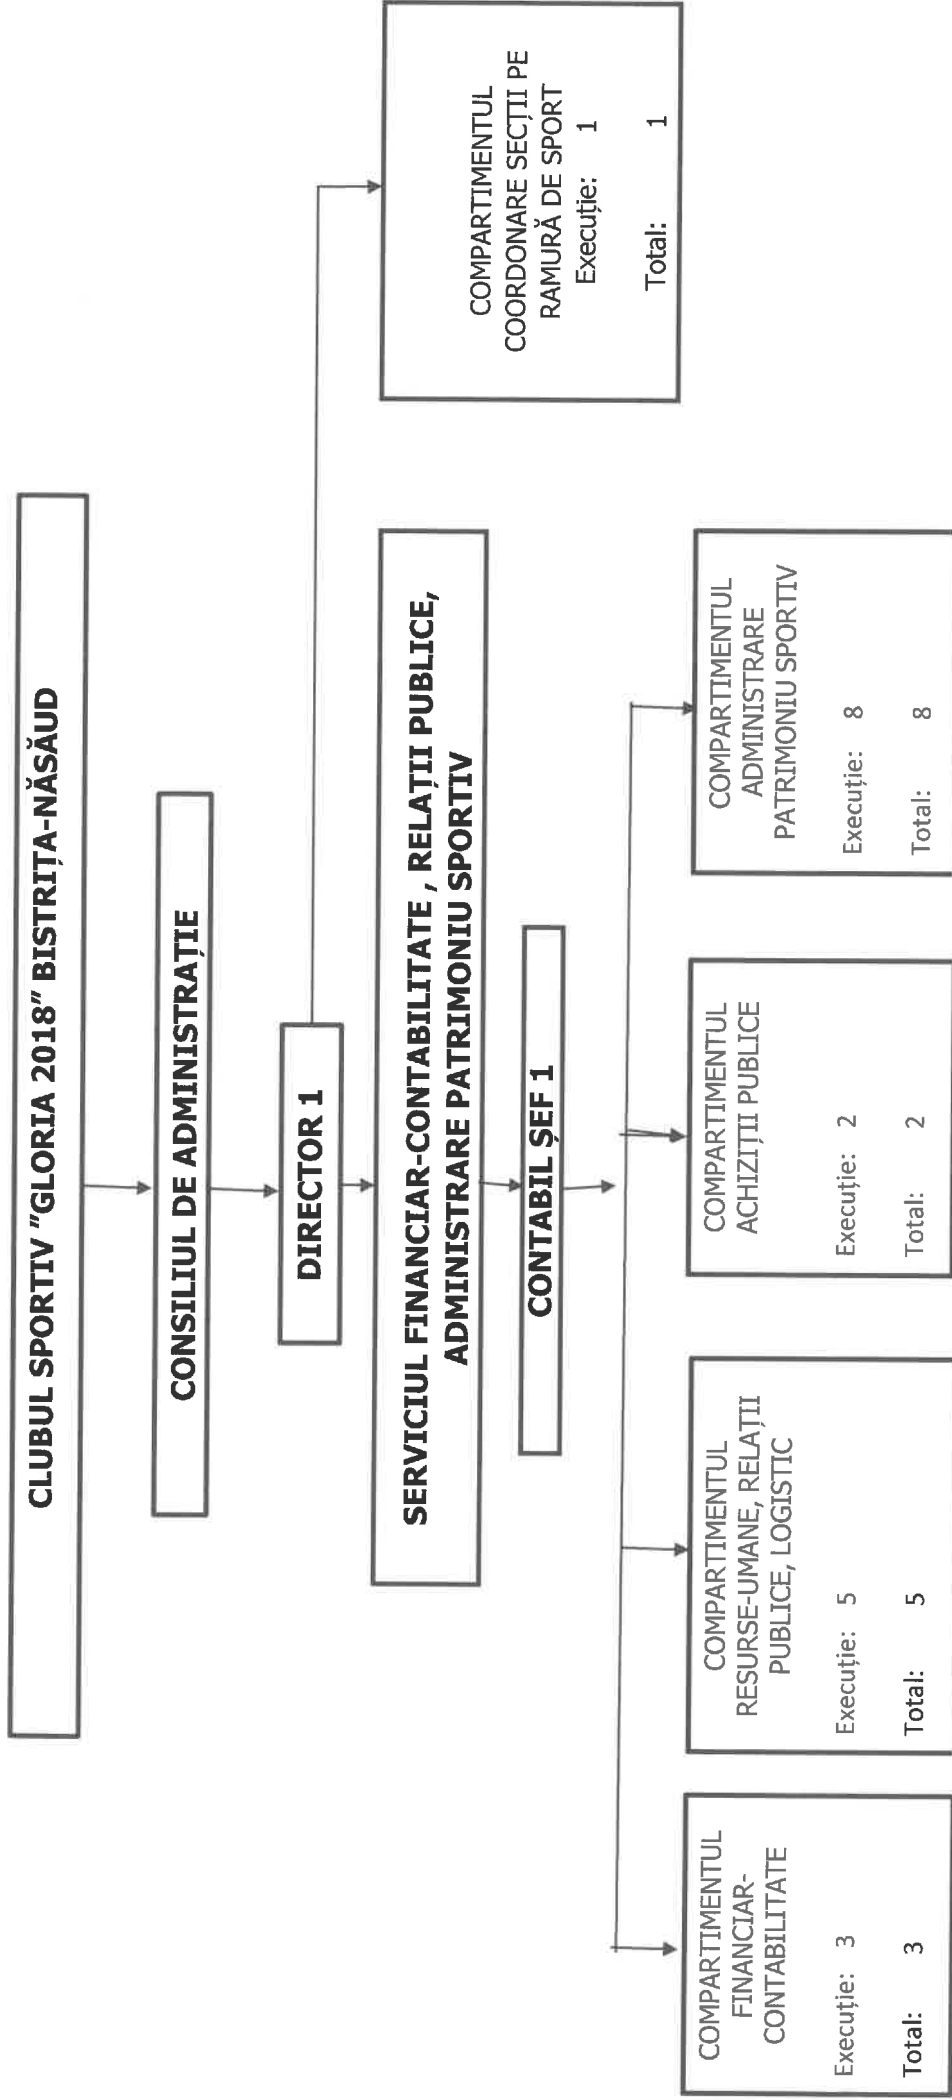 CLUBUL SPORTIV "GLORIA 2018" BISTRIȚA-NĂSĂUD
CONSILIUL DE ADMINISTRAȚIE
DIRECTOR 1
SERVICIUL FINANCIAR-CONTABILITATE , RELAȚII PUBLICE,
ADMINISTRARE PATRIMONIU SPORTIV
COMPARTIMENTUL
COORDONARE SECȚII PE
RAMURĂ DE SPORT
Execuție: 1
Total: 1
CONTABIL ȘEF 1
COMPARTIMENTUL
FINANCIAR-
CONTABILITATE
Execuție: 3
Total: 3
COMPARTIMENTUL
RESURSE-UMANE, RELAȚII
PUBLICE, LOGISTIC
Execuție: 5
Total: 5
COMPARTIMENTUL
ACHIZIȚII PUBLICE
Execuție: 2
Total: 2
COMPARTIMENTUL
ADMINISTRARE
PATRIMONIU SPORTIV
Execuție: 8
Total: 8